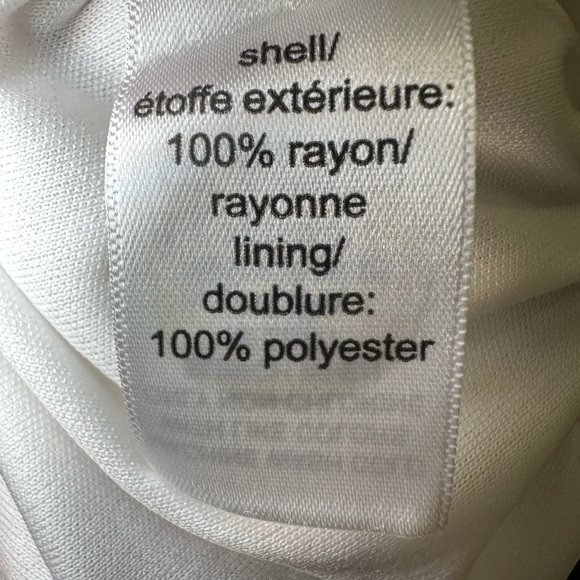 shell/
étoffe extérieure:
100% rayon/
rayonne
lining/
doublure:
100% polyester